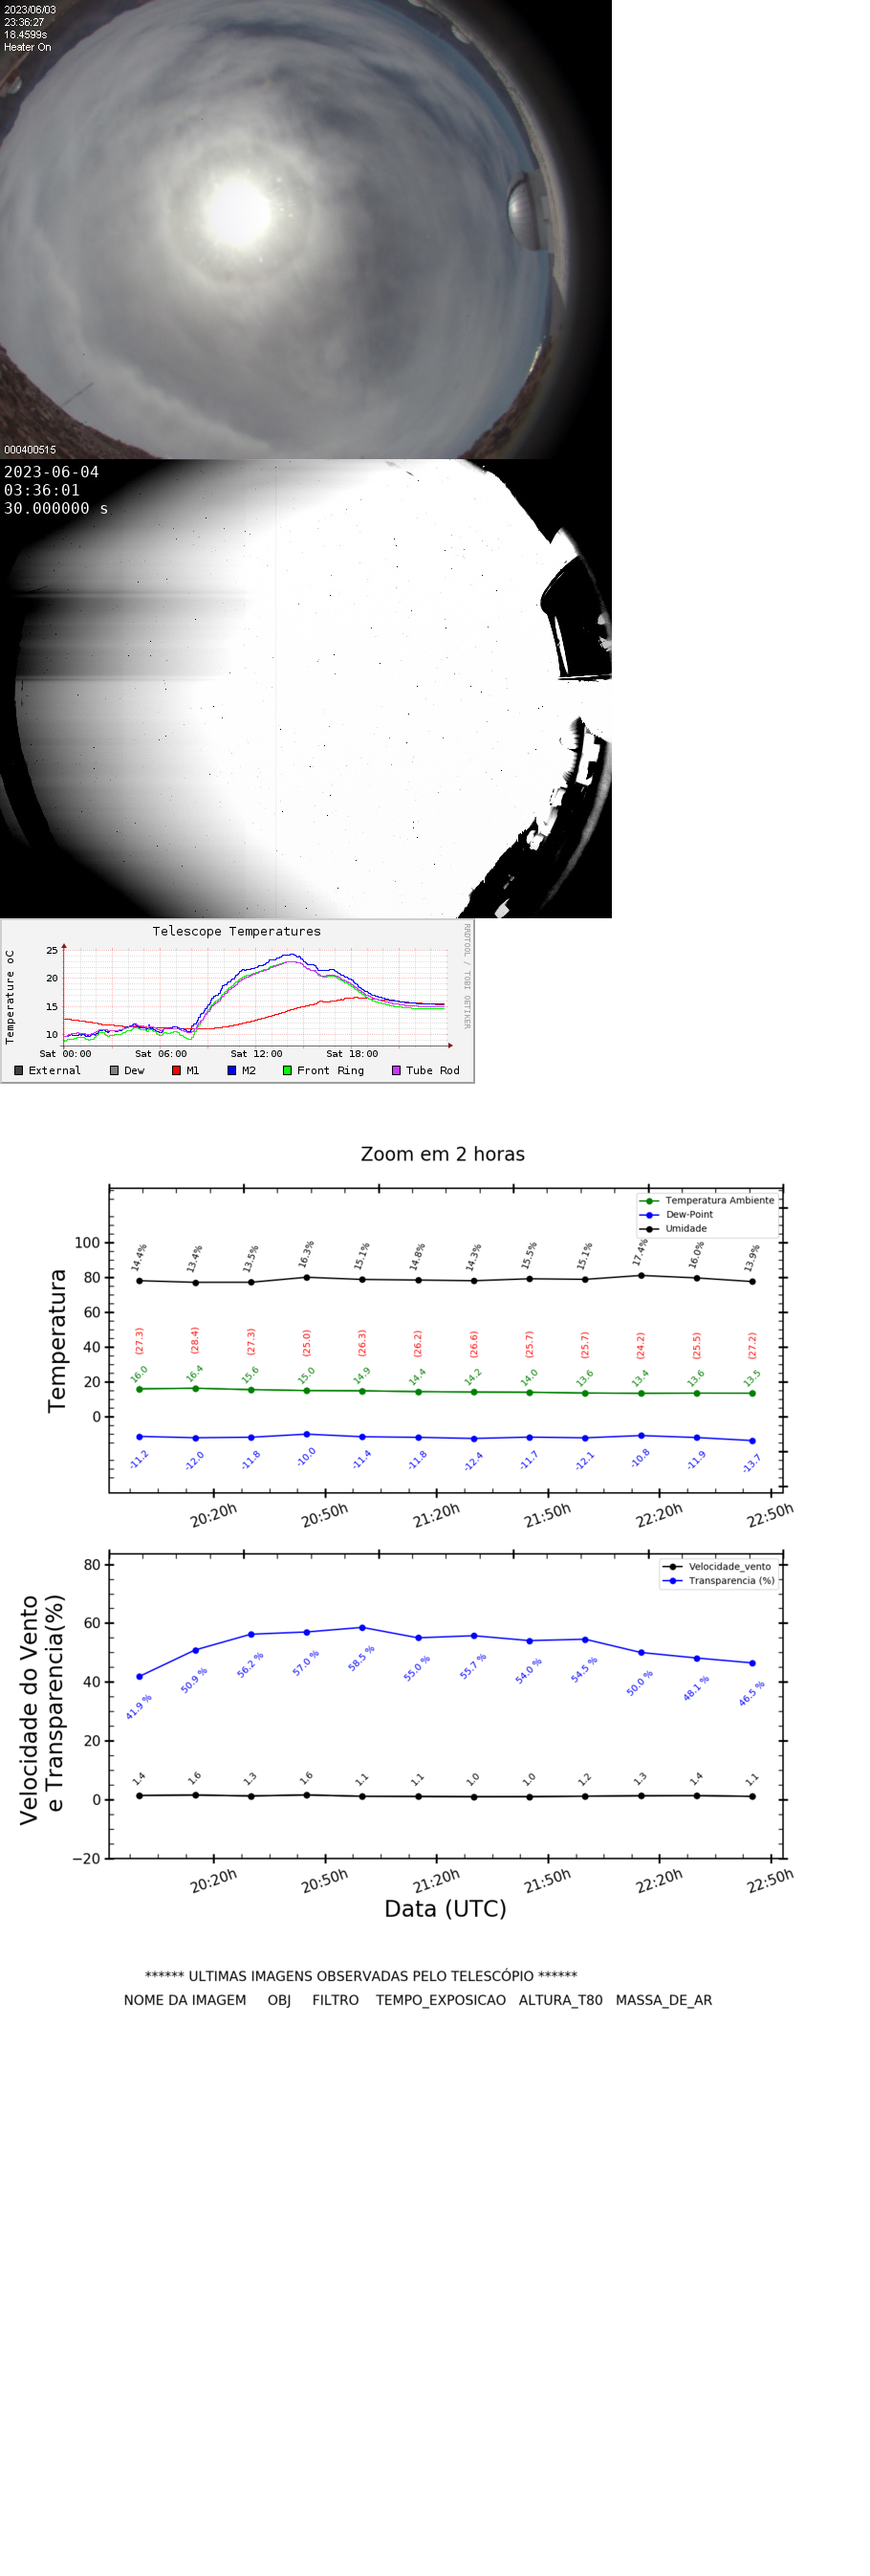 2023/06/03
23:36:27
18.4599s
Heater On
000400515
2023-06-04
03:36:01
30.000000 s
Telescope Temperatures
RRDTOOL / TOBI OETIKER
Temperature oC
25
20
15
10
Sat 00:00 Sat 06:00 Sat 12:00 Sat 18:00
External Dew M1 M2 Front Ring Tube Rod
Zoom em 2 horas
Temperatura Ambiente
Dew-Point
Umidade
Temperatura
100
80
60
40
20
0
14.4% 13.4% 13.5% 16.3% 15.1% 14.8% 14.3% 15.5% 15.1% 17.4% 16.0% 13.9%
(27.3) (28.4) (27.3) (25.0) (26.3) (26.2) (26.6) (25.7) (25.7) (24.2) (25.5) (27.2)
16.0 16.4 15.6 15.0 14.9 14.4 14.2 14.0 13.6 13.4 13.6 13.5
-11.2 -12.0 -11.8 -10.0 -11.4 -11.8 -12.4 -11.7 -12.1 -10.8 -11.9 -13.7
20:20h 20:50h 21:20h 21:50h 22:20h 22:50h
Velocidade_vento
Transparencia (%)
Velocidade do Vento
e Transparencia(%)
80
60
40
20
0
−20
41.9 % 50.9 % 56.2 % 57.0 % 58.5 % 55.0 % 55.7 % 54.0 % 54.5 % 50.0 % 48.1 % 46.5 %
1.4 1.6 1.3 1.6 1.1 1.1 1.0 1.0 1.2 1.3 1.4 1.1
20:20h 20:50h 21:20h 21:50h 22:20h 22:50h
Data (UTC)
****** ULTIMAS IMAGENS OBSERVADAS PELO TELESCÓPIO ******
NOME DA IMAGEM OBJ FILTRO TEMPO_EXPOSICAO ALTURA_T80 MASSA_DE_AR